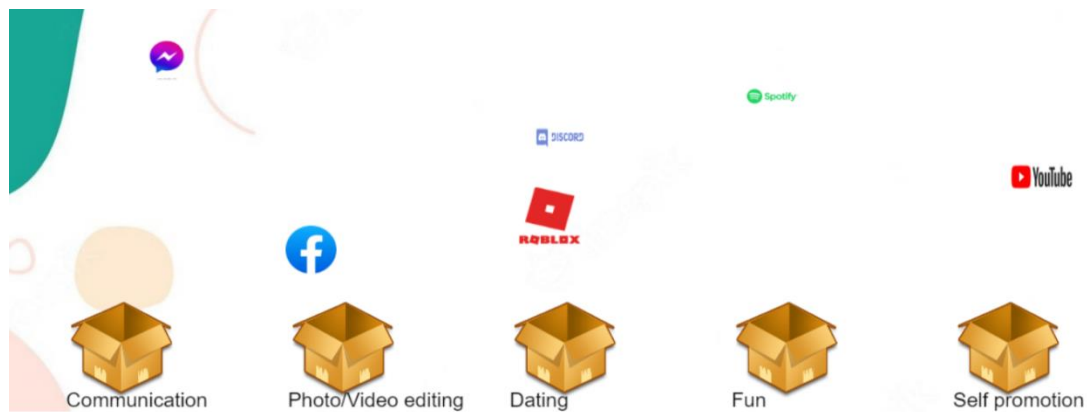 Spotify
DISCORD
YouTube
ROBLOX
Communication
Photo/Video editing
Dating
Fun
Self promotion